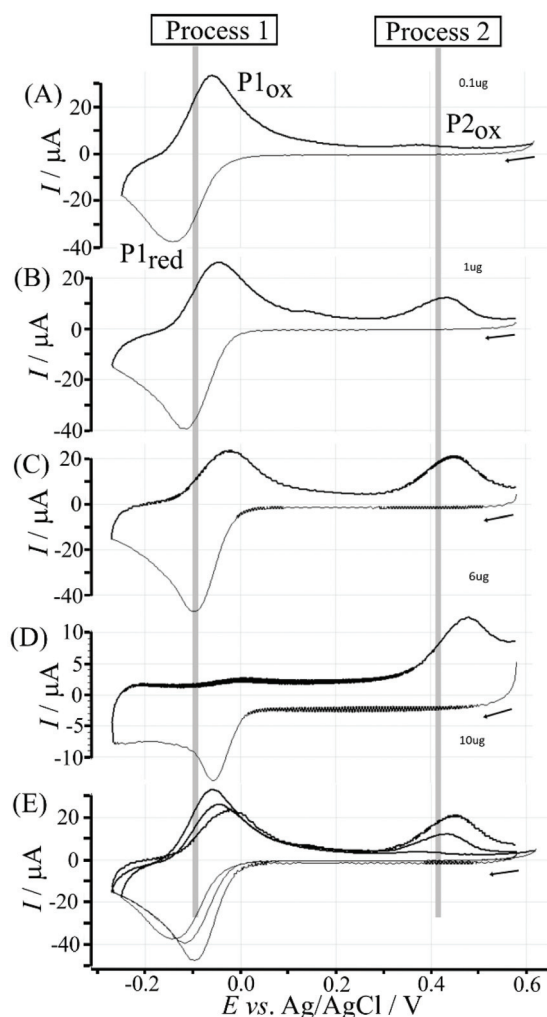 Process 1 Process 2
(A) P1ox 0.1ug
P2ox
I / µA
20
0
-20
-40
P1red
(B) 1ug
I / µA
20
0
-20
-40
(C)
I / µA
20
0
-20
-40
6ug
(D)
I / µA
10
5
0
-5
-10
10ug
(E)
I / µA
20
0
-20
-40
-0.2 0.0 0.2 0.4 0.6
E vs. Ag/AgCl / V